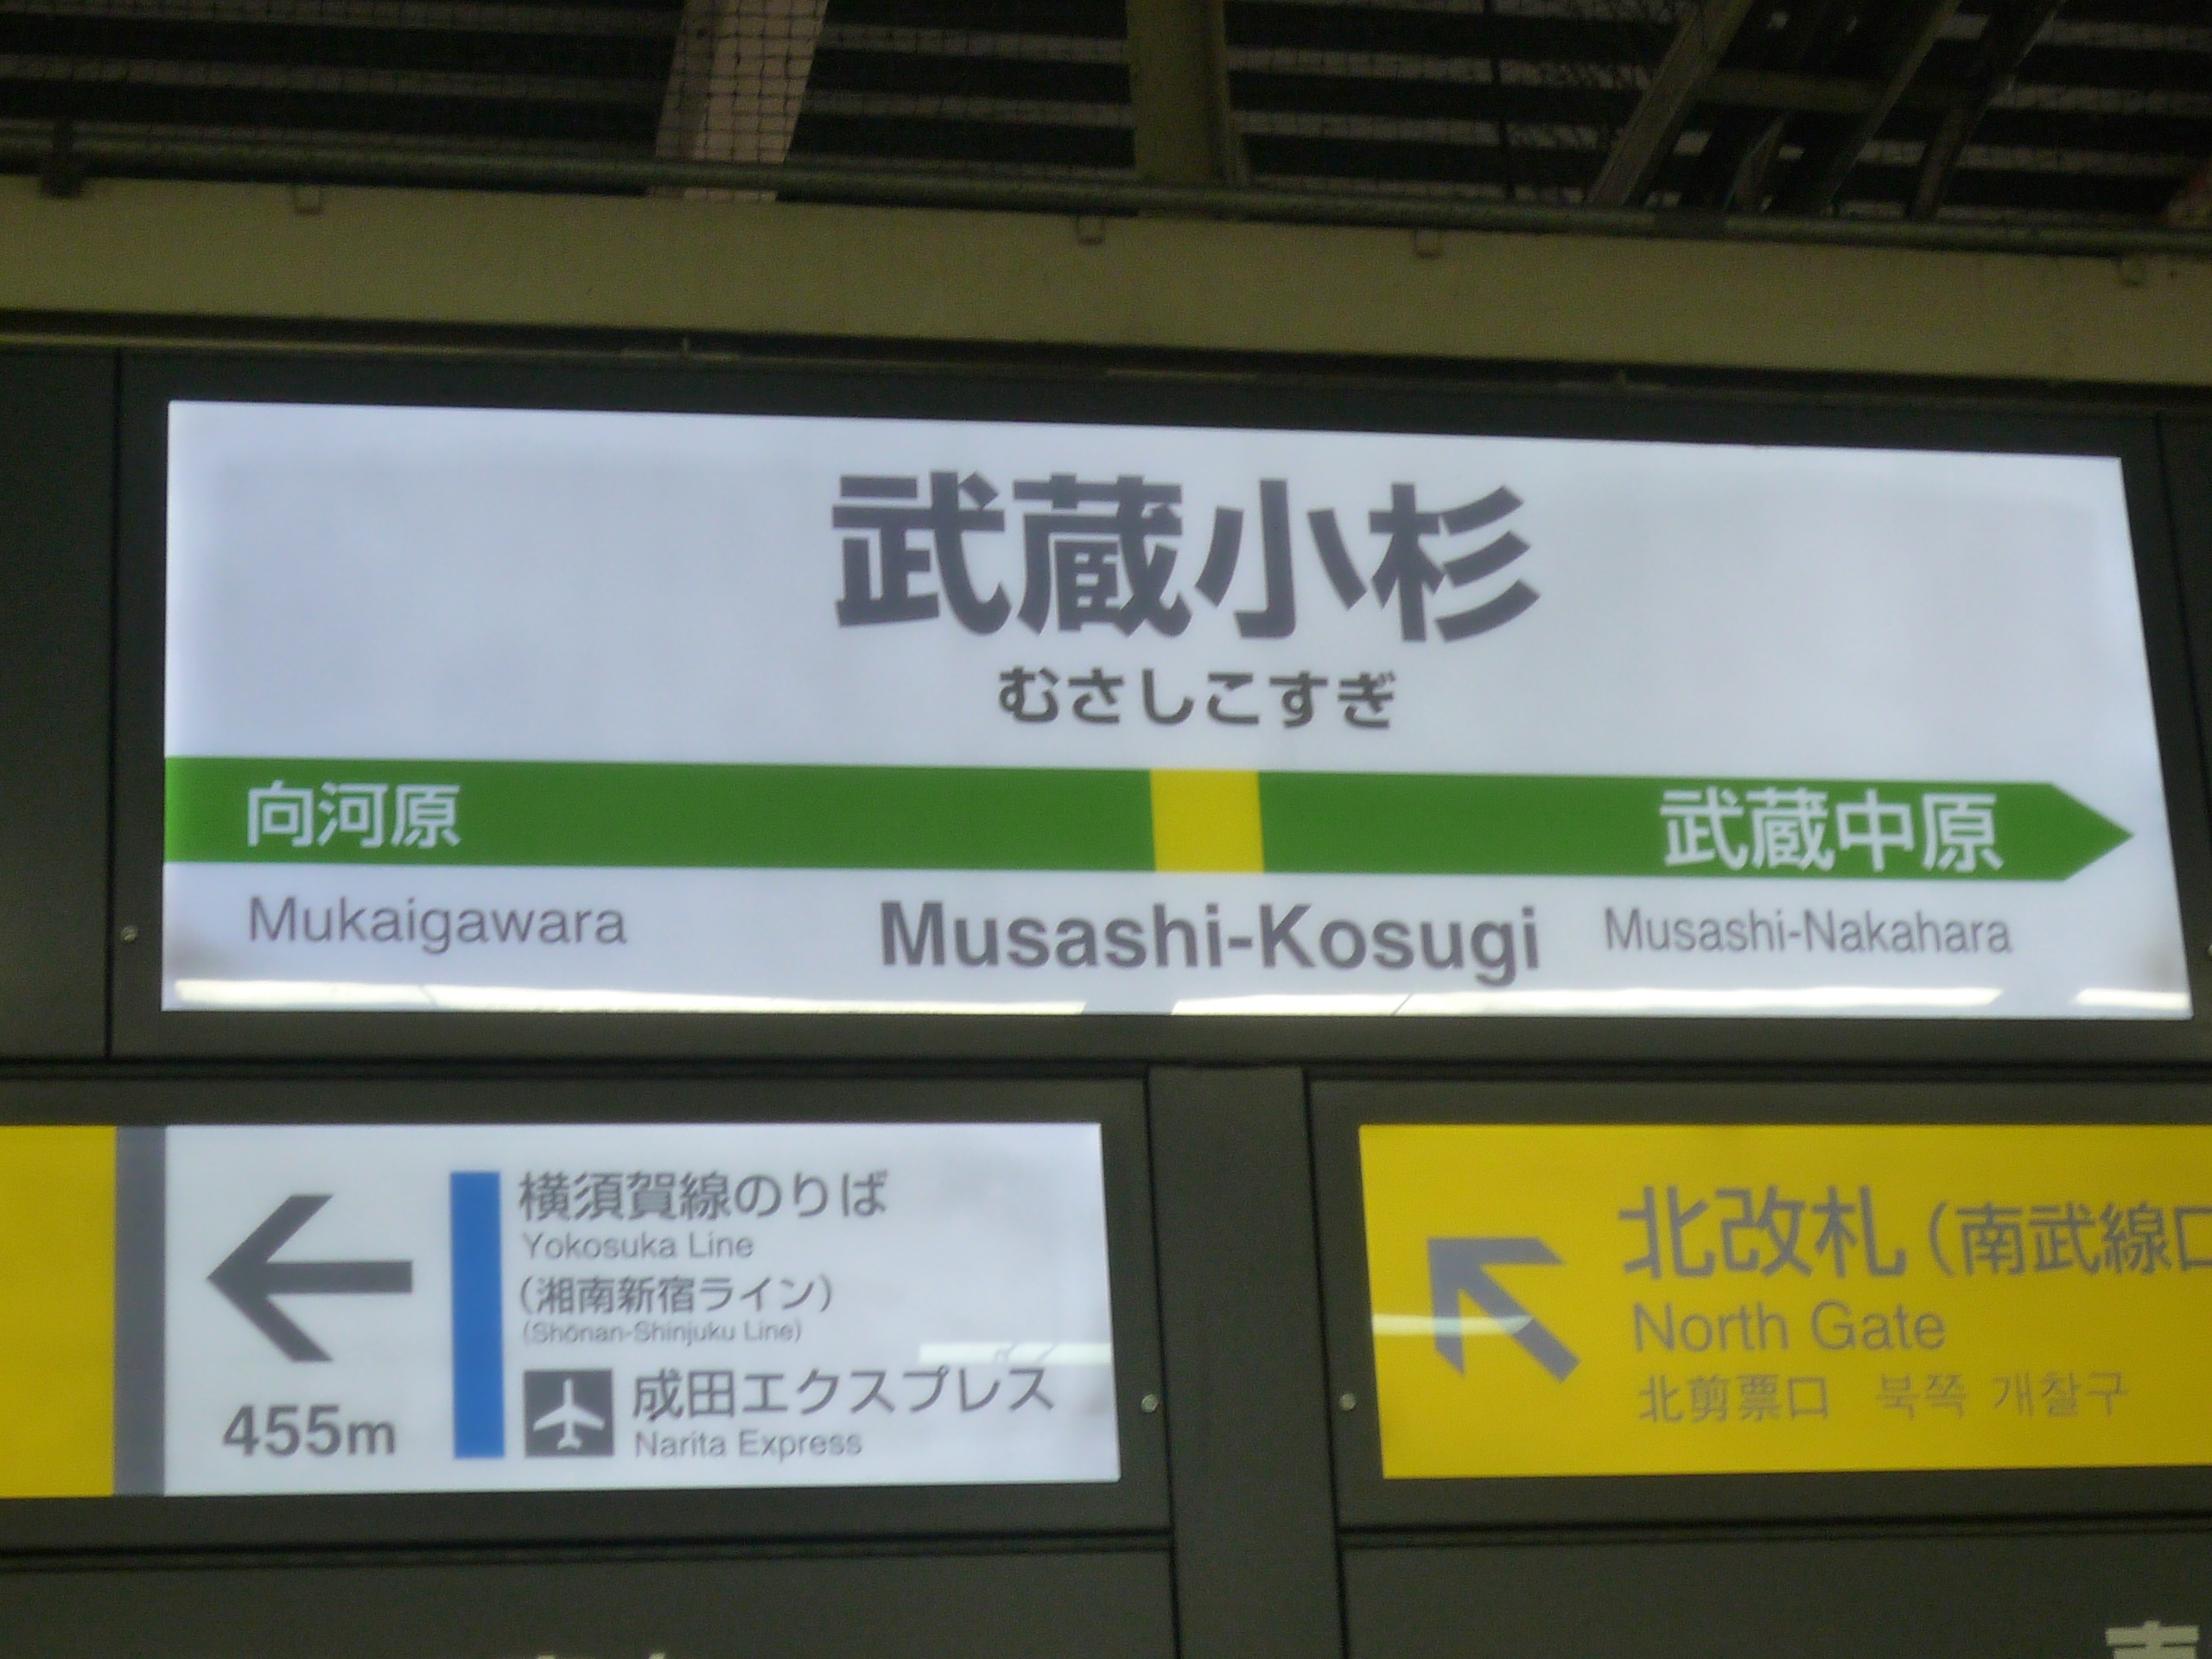 武蔵小杉
むさしこすぎ
向河原
武蔵中原
Mukaigawara
Musashi-Kosugi
Musashi-Nakahara
455m
横須賀線のりば
Yokosuka Line
（湘南新宿ライン）
(Shōnan-Shinjuku Line)
成田エクスプレス
Narita Express
北改札（南武線口
North Gate
北剪票口 북쪽 개찰구